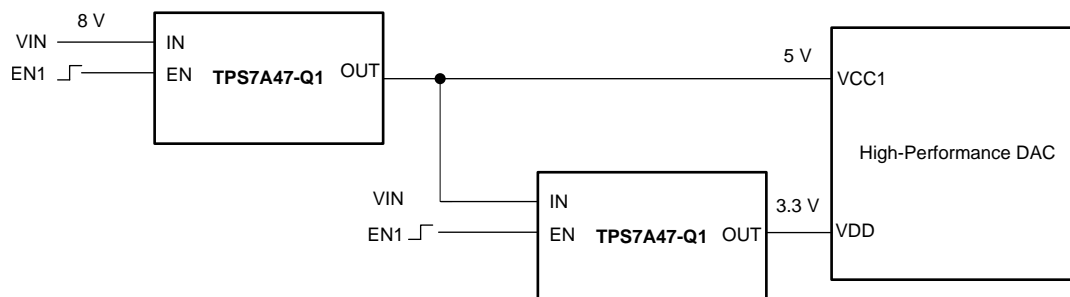 8 V
VIN
IN
EN1
EN
TPS7A47-Q1
OUT
5 V
VCC1
High-Performance DAC
VIN
IN
EN1
EN
TPS7A47-Q1
OUT
3.3 V
VDD